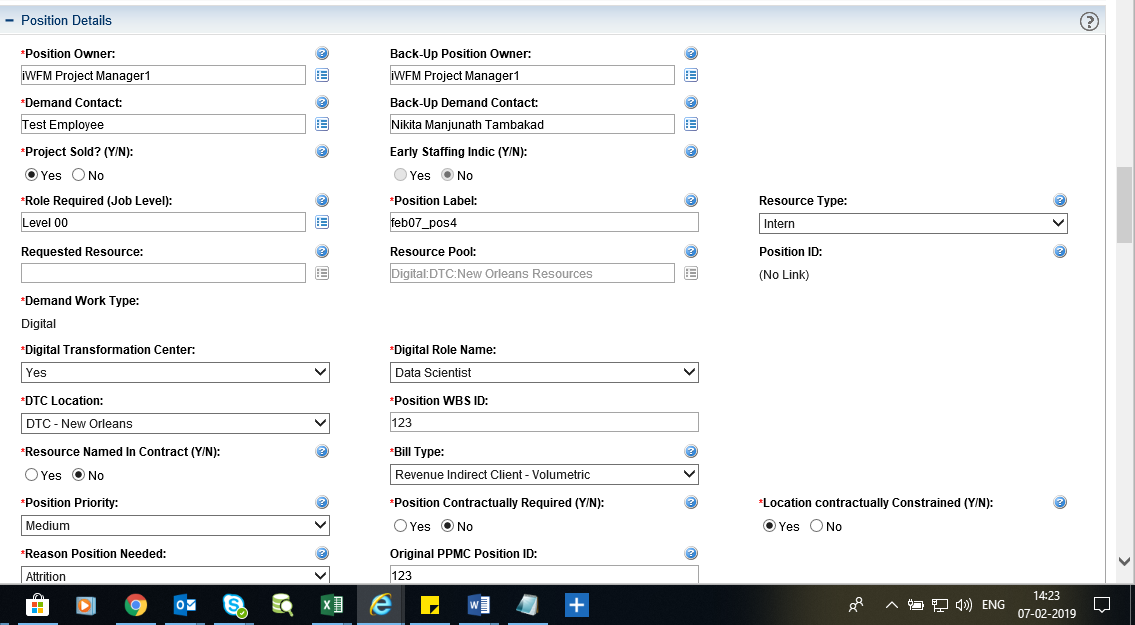 Position Details
*Position Owner: Back-Up Position Owner:
iWFM Project Manager1 iWFM Project Manager1
*Demand Contact: Back-Up Demand Contact:
Test Employee Nikita Manjunath Tambakad
*Project Sold? (Y/N): Early Staffing Indic (Y/N):
Yes No Yes No
*Role Required (Job Level): *Position Label: Resource Type:
Level 00 feb07_pos4 Intern
Requested Resource: Resource Pool: Position ID:
Digital:DTC:New Orleans Resources (No Link)
*Demand Work Type:
Digital
*Digital Transformation Center: *Digital Role Name:
Yes Data Scientist
*DTC Location: *Position WBS ID:
DTC - New Orleans 123
*Resource Named In Contract (Y/N): *Bill Type:
Yes No Revenue Indirect Client - Volumetric
*Position Priority: *Position Contractually Required (Y/N): *Location contractually Constrained (Y/N):
Medium Yes No Yes No
*Reason Position Needed: Original PPMC Position ID:
Attrition 123
ENG 14:23
07-02-2019